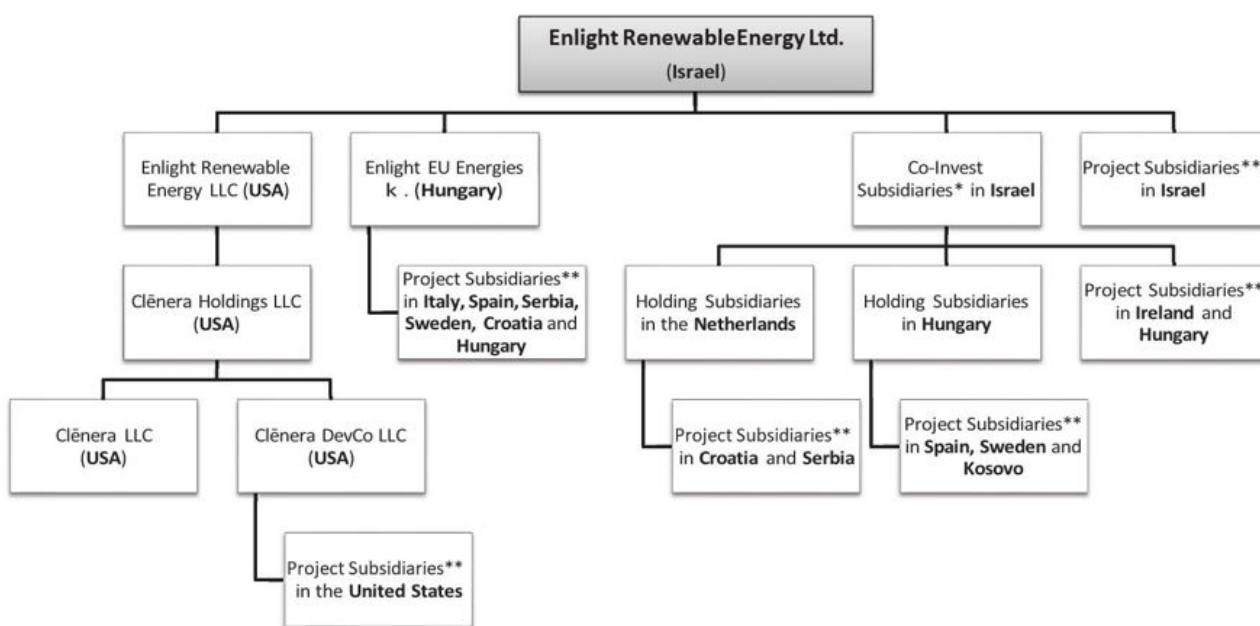 Enlight Renewable Energy Ltd.
(Israel)
Enlight Renewable
Energy LLC (USA)
Enlight EU Energies
k . (Hungary)
Co-Invest
Subsidiaries* in Israel
Project Subsidiaries**
in Israel
Clēnera Holdings LLC
(USA)
Project Subsidiaries**
in Italy, Spain, Serbia,
Sweden, Croatia and
Hungary
Holding Subsidiaries
in the Netherlands
Holding Subsidiaries
in Hungary
Project Subsidiaries**
in Ireland and
Hungary
Clēnera LLC
(USA)
Clēnera DevCo LLC
(USA)
Project Subsidiaries**
in Croatia and Serbia
Project Subsidiaries**
in Spain, Sweden and
Kosovo
Project Subsidiaries**
in the United States